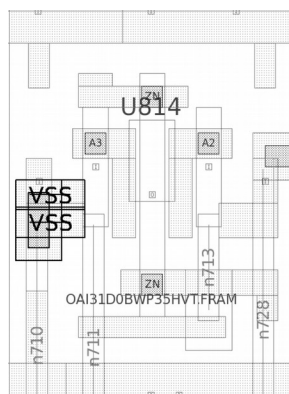 ZN
U814
A3
A2
VSS
VSS
n713
ZN
OAI31D0BWP35HVT.FRAM
n710
n711
n728